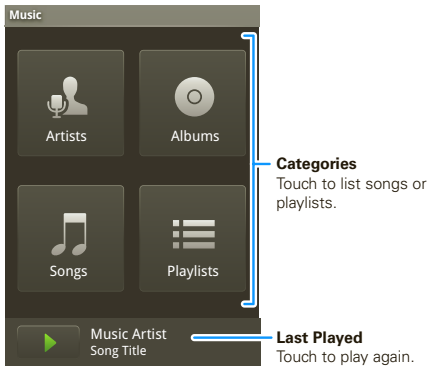 Music
Artists
Albums
Songs
Playlists
Categories
Touch to list songs or
playlists.
Music Artist
Song Title
Last Played
Touch to play again.